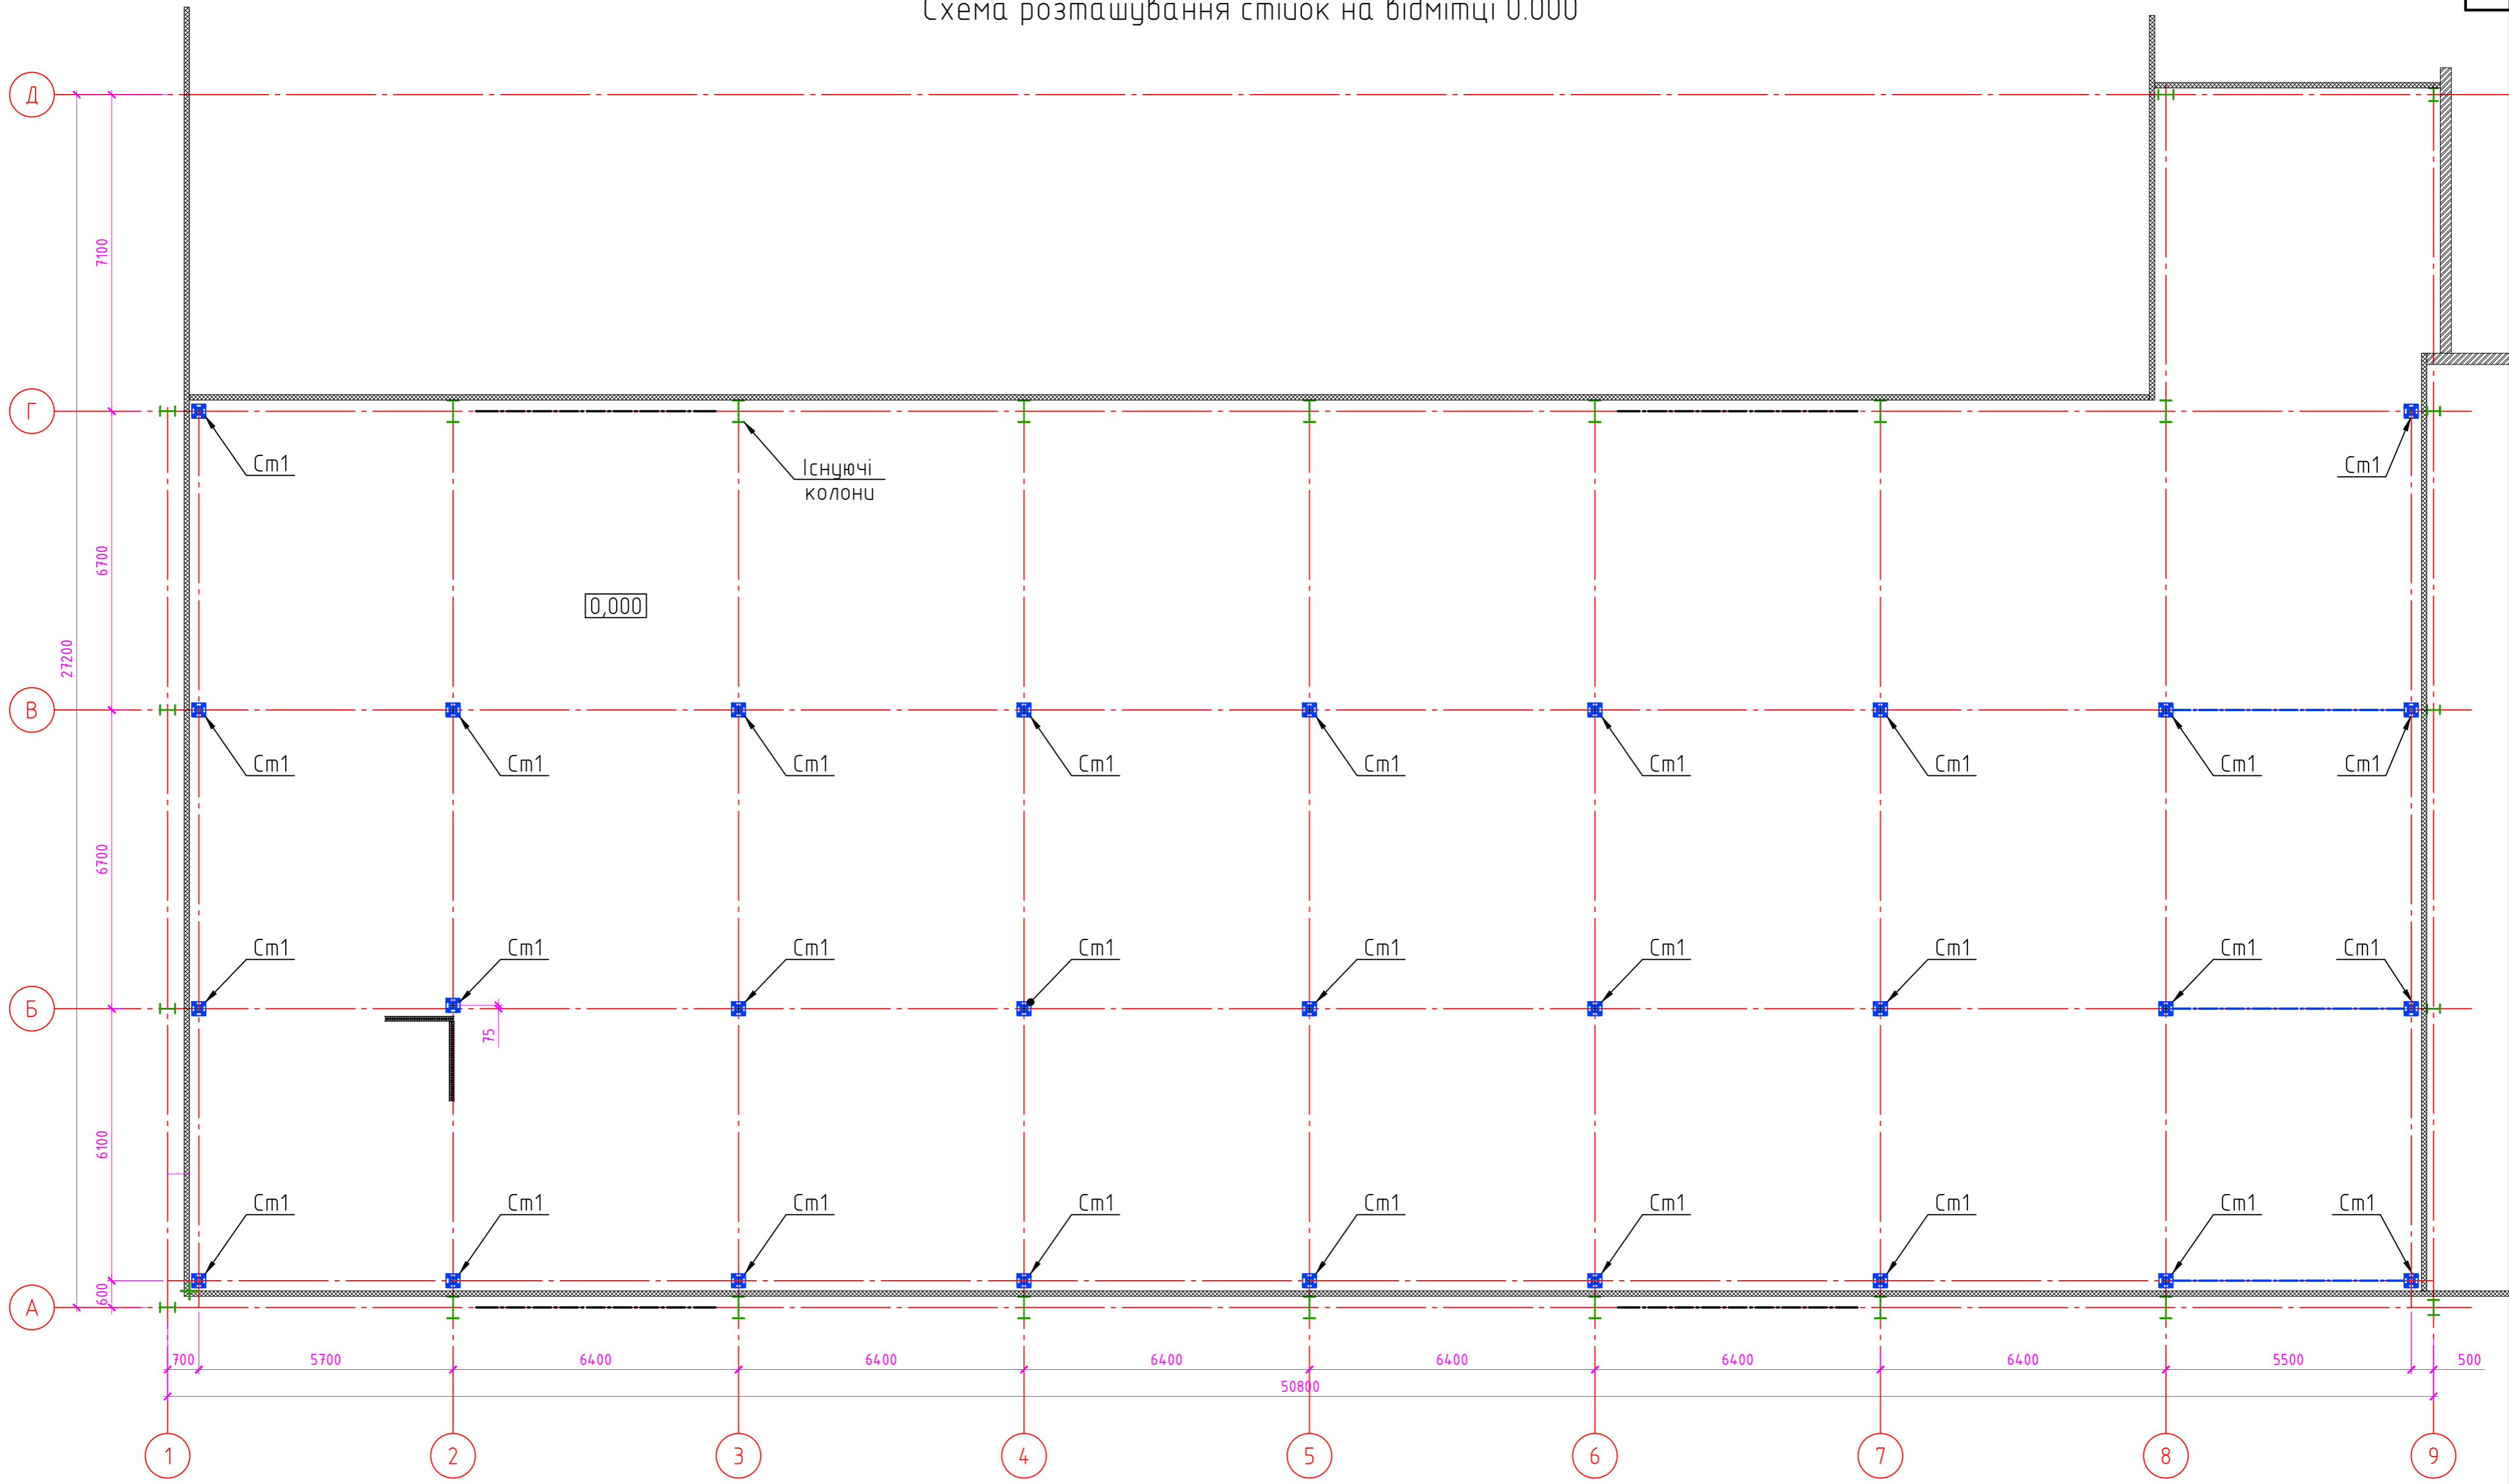 Схема розташування стійок на відмітці 0.000
Д
7100
Г
Ст1
Існуючі
колони
Ст1
6700
0,000
27200
В
Ст1
Ст1
Ст1
Ст1
Ст1
Ст1
Ст1
Ст1
Ст1
6700
Ст1
Ст1
Ст1
Ст1
Ст1
Ст1
Ст1
Ст1
Ст1
Б
75
6100
Ст1
Ст1
Ст1
Ст1
Ст1
Ст1
Ст1
Ст1
Ст1
600
А
700
5700
6400
6400
6400
6400
6400
6400
5500
500
50800
1
2
3
4
5
6
7
8
9